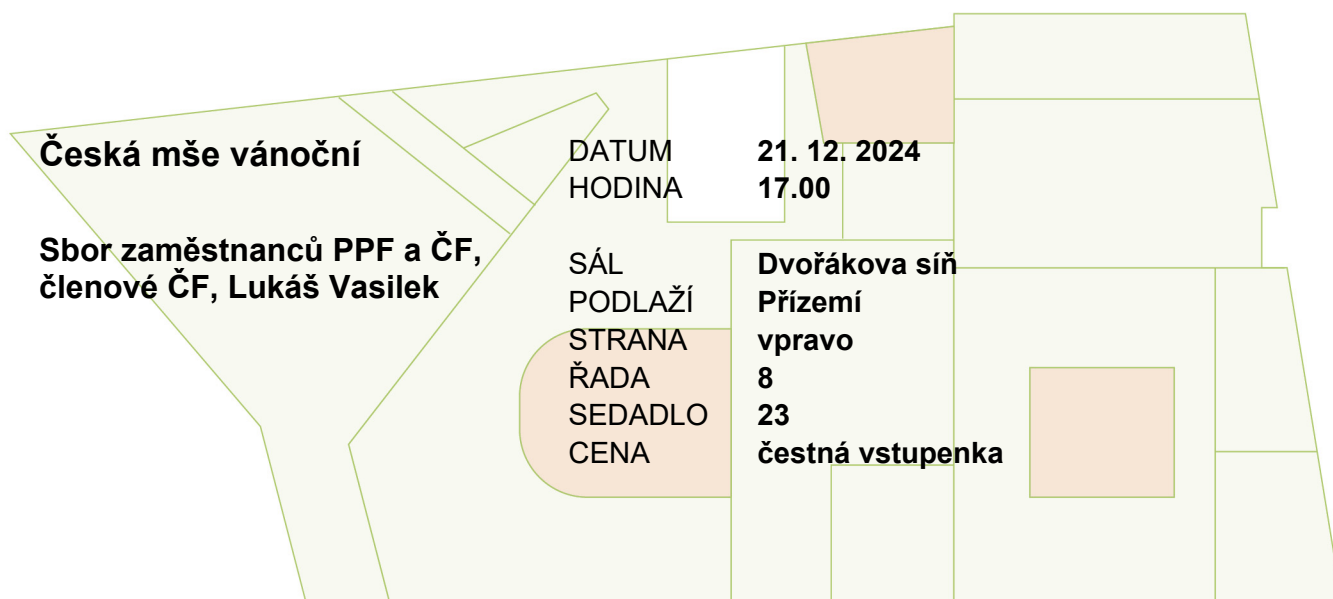 Česká mše vánoční
Sbor zaměstnanců PPF a ČF,
členové ČF, Lukáš Vasilek
DATUM 21. 12. 2024
HODINA 17.00
SÁL Dvořákova síň
PODLAŽÍ Přízemí
STRANA vpravo
ŘADA 8
SEDADLO 23
CENA čestná vstupenka